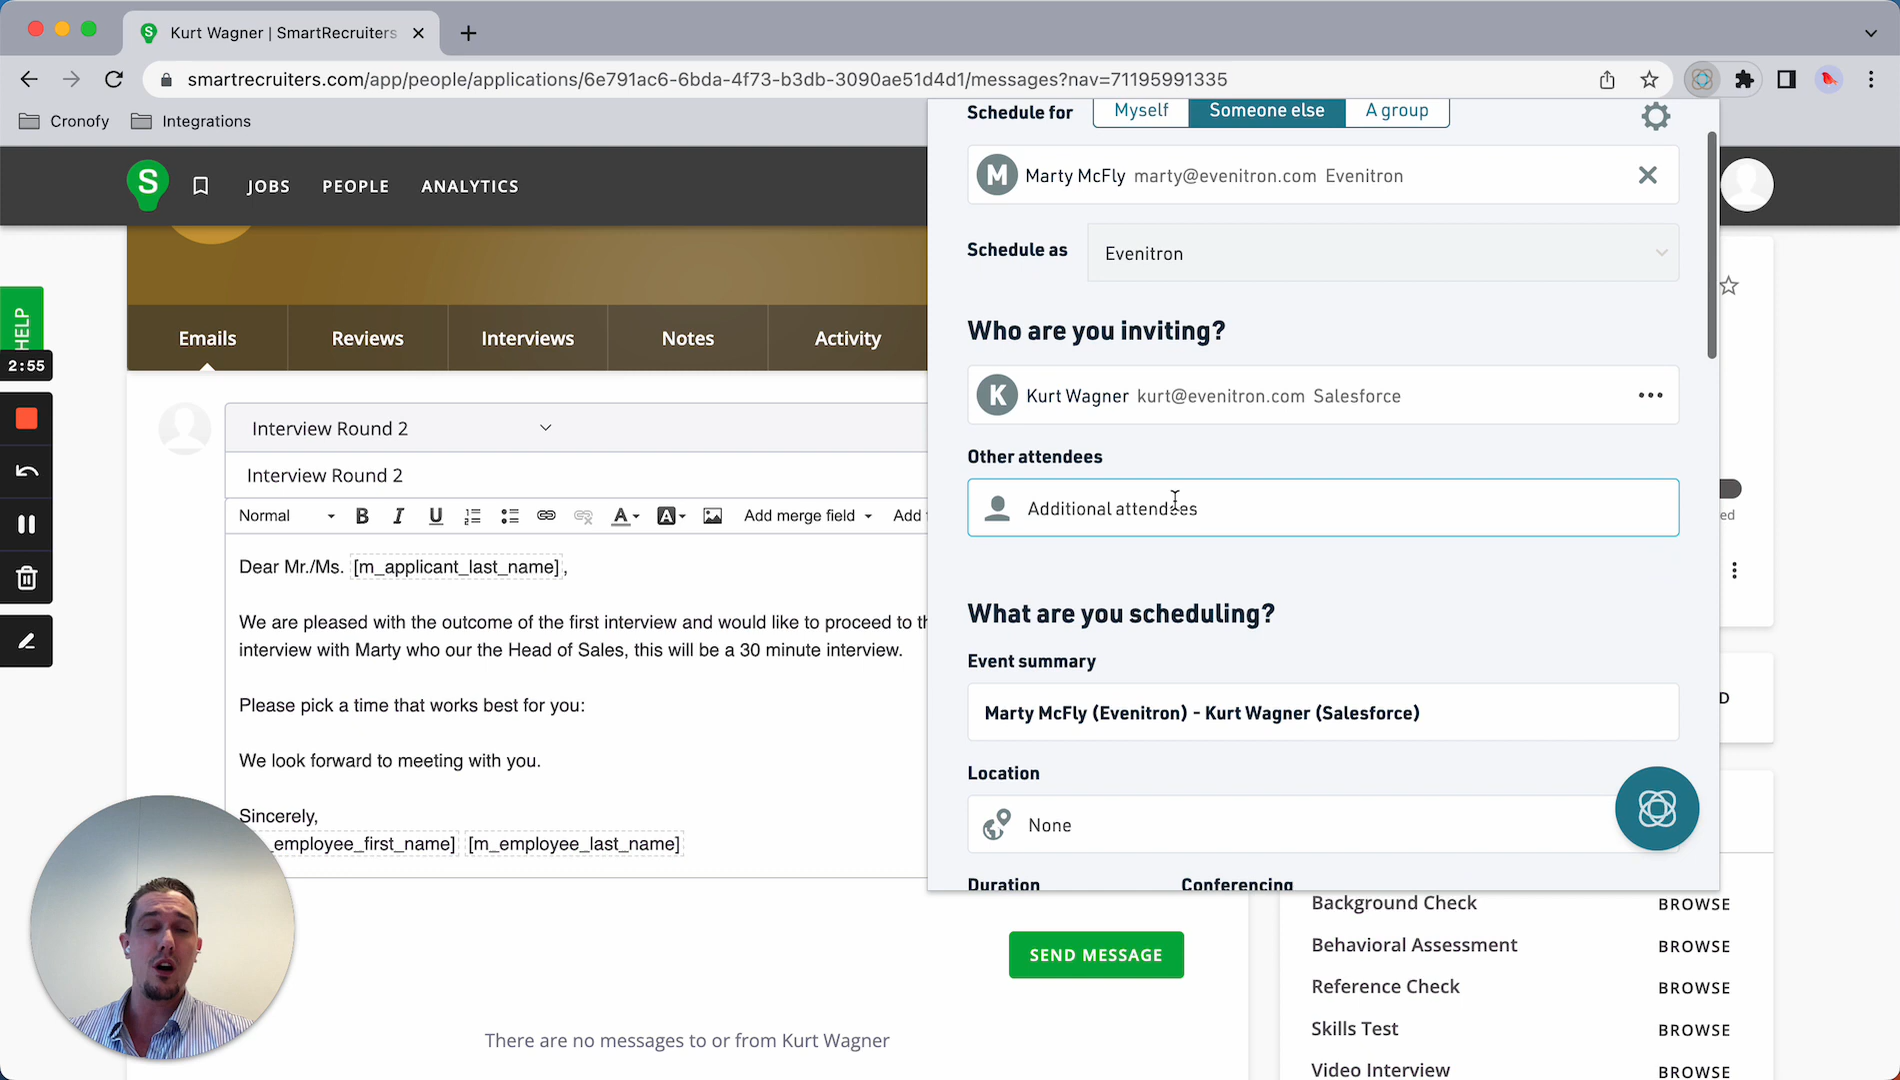 Kurt Wagner | SmartRecruiters
smartrecruiters.com/app/people/applications/6e791ac6-6bda-4f73-b3db-3090ae51d4d1/messages?nav=71195991335
Cronofy
Integrations
S
JOBS
PEOPLE
ANALYTICS
HELP
2:55
Emails
Reviews
Interviews
Notes
Activity
Interview Round 2
Interview Round 2
Normal
B I U
A
A
Add merge field
Add
Dear Mr./Ms. [m_applicant_last_name],
We are pleased with the outcome of the first interview and would like to proceed to
interview with Marty who our the Head of Sales, this will be a 30 minute interview.
Please pick a time that works best for you:
We look forward to meeting with you.
Sincerely,
_employee_first_name] [m_employee_last_name]
SEND MESSAGE
There are no messages to or from Kurt Wagner
Schedule for
Myself
Someone else
A group
M
Marty McFly marty@evenitron.com Evenitron
Schedule as
Evenitron
Who are you inviting?
K
Kurt Wagner kurt@evenitron.com Salesforce
Other attendees
Additional attendees
What are you scheduling?
Event summary
Marty McFly (Evenitron) - Kurt Wagner (Salesforce)
Location
None
Duration
Conferencing
ed
D
Background Check BROWSE
Behavioral Assessment BROWSE
Reference Check BROWSE
Skills Test BROWSE
Video Interview BROWSE